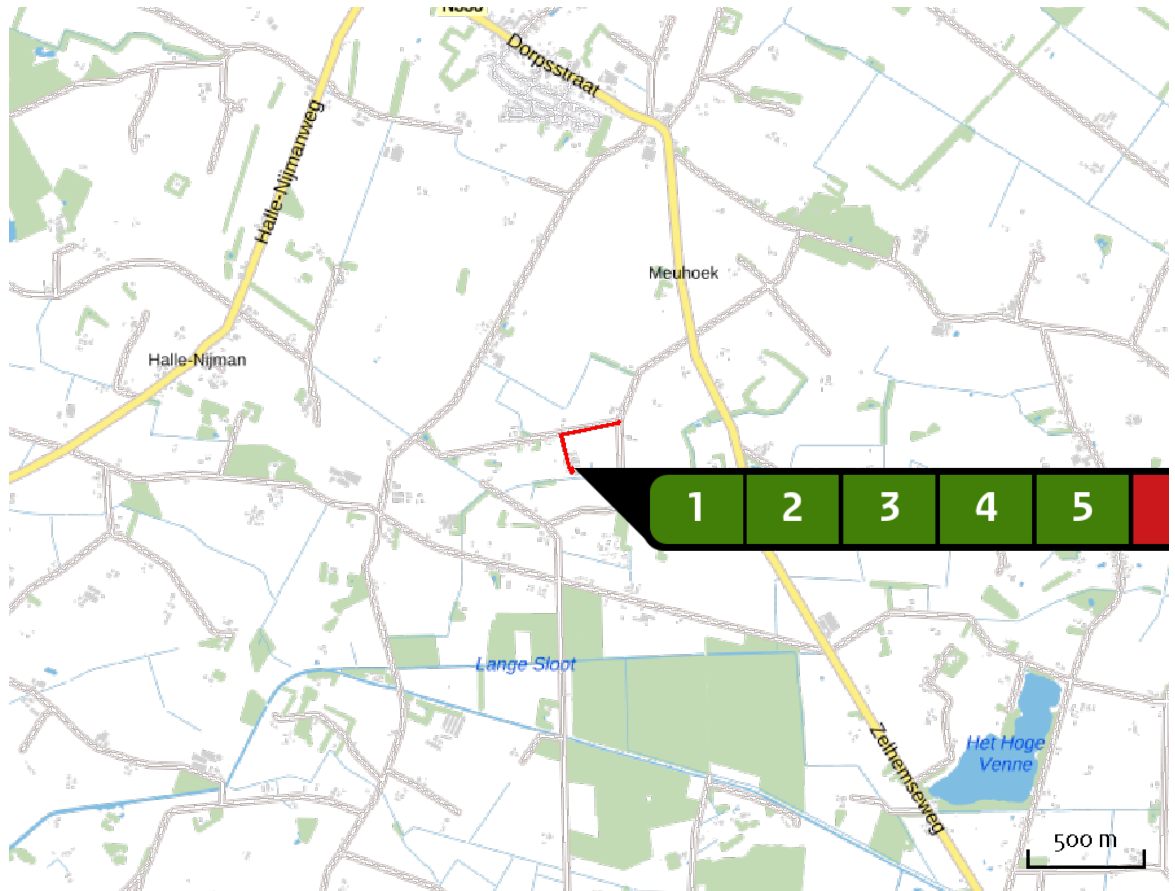 Dorpsstraat
Halle-Nijmanweg
Meuhoek
Halle-Nijman
1 2 3 4 5
Lange Sloot
Zelhemseweg
Het Hoge
Venne
500 m